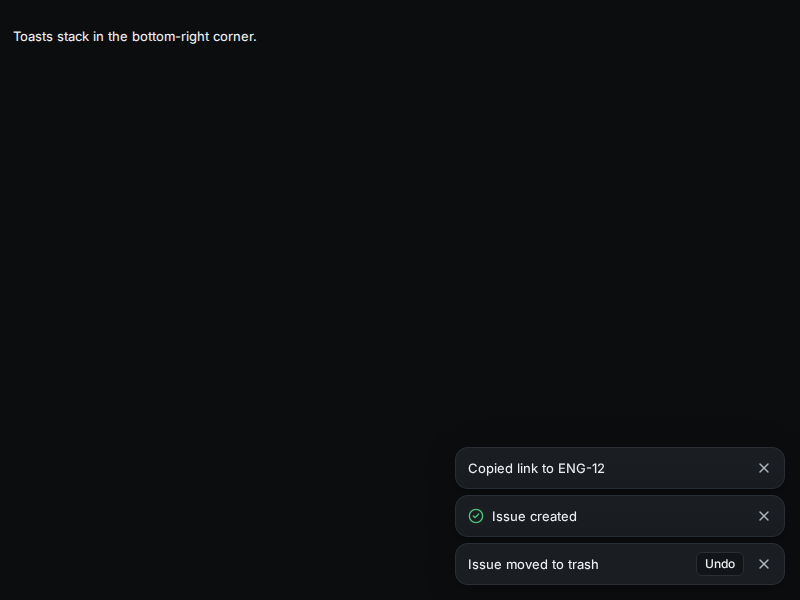 Toasts stack in the bottom-right corner.
Copied link to ENG-12
Issue created
Issue moved to trash Undo